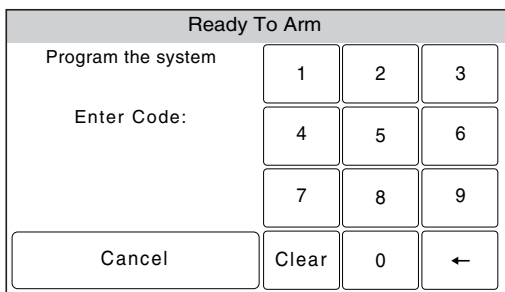 Ready To Arm
Program the system
1 2 3
Enter Code:
4 5 6
7 8 9
Cancel Clear 0 ←